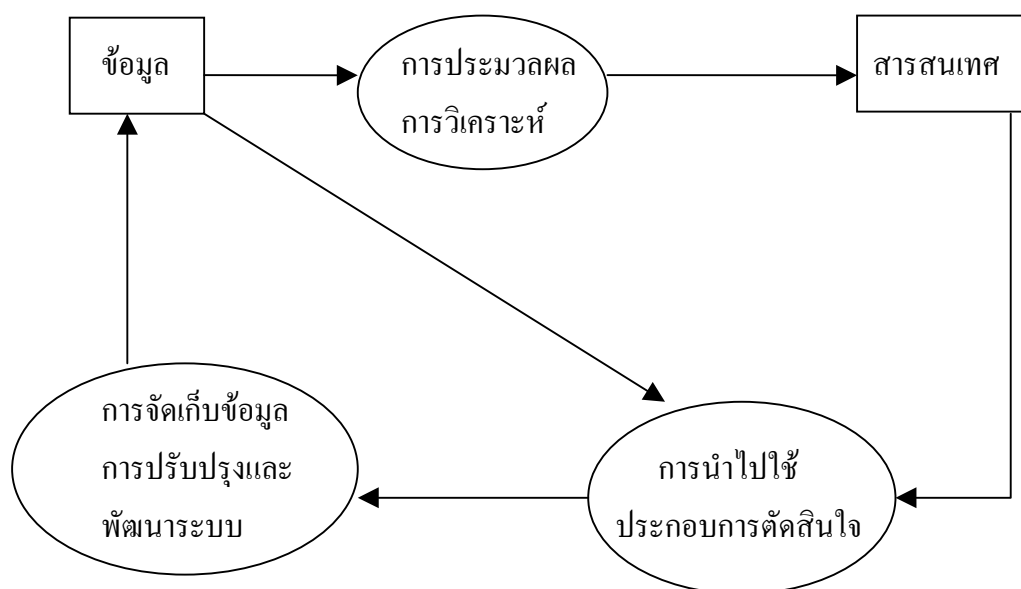 ข้อมูล
การประมวลผล
การวิเคราะห์
สารสนเทศ
การจัดเก็บข้อมูล
การปรับปรุงและ
พัฒนาระบบ
การนำไปใช้
ประกอบการตัดสินใจ